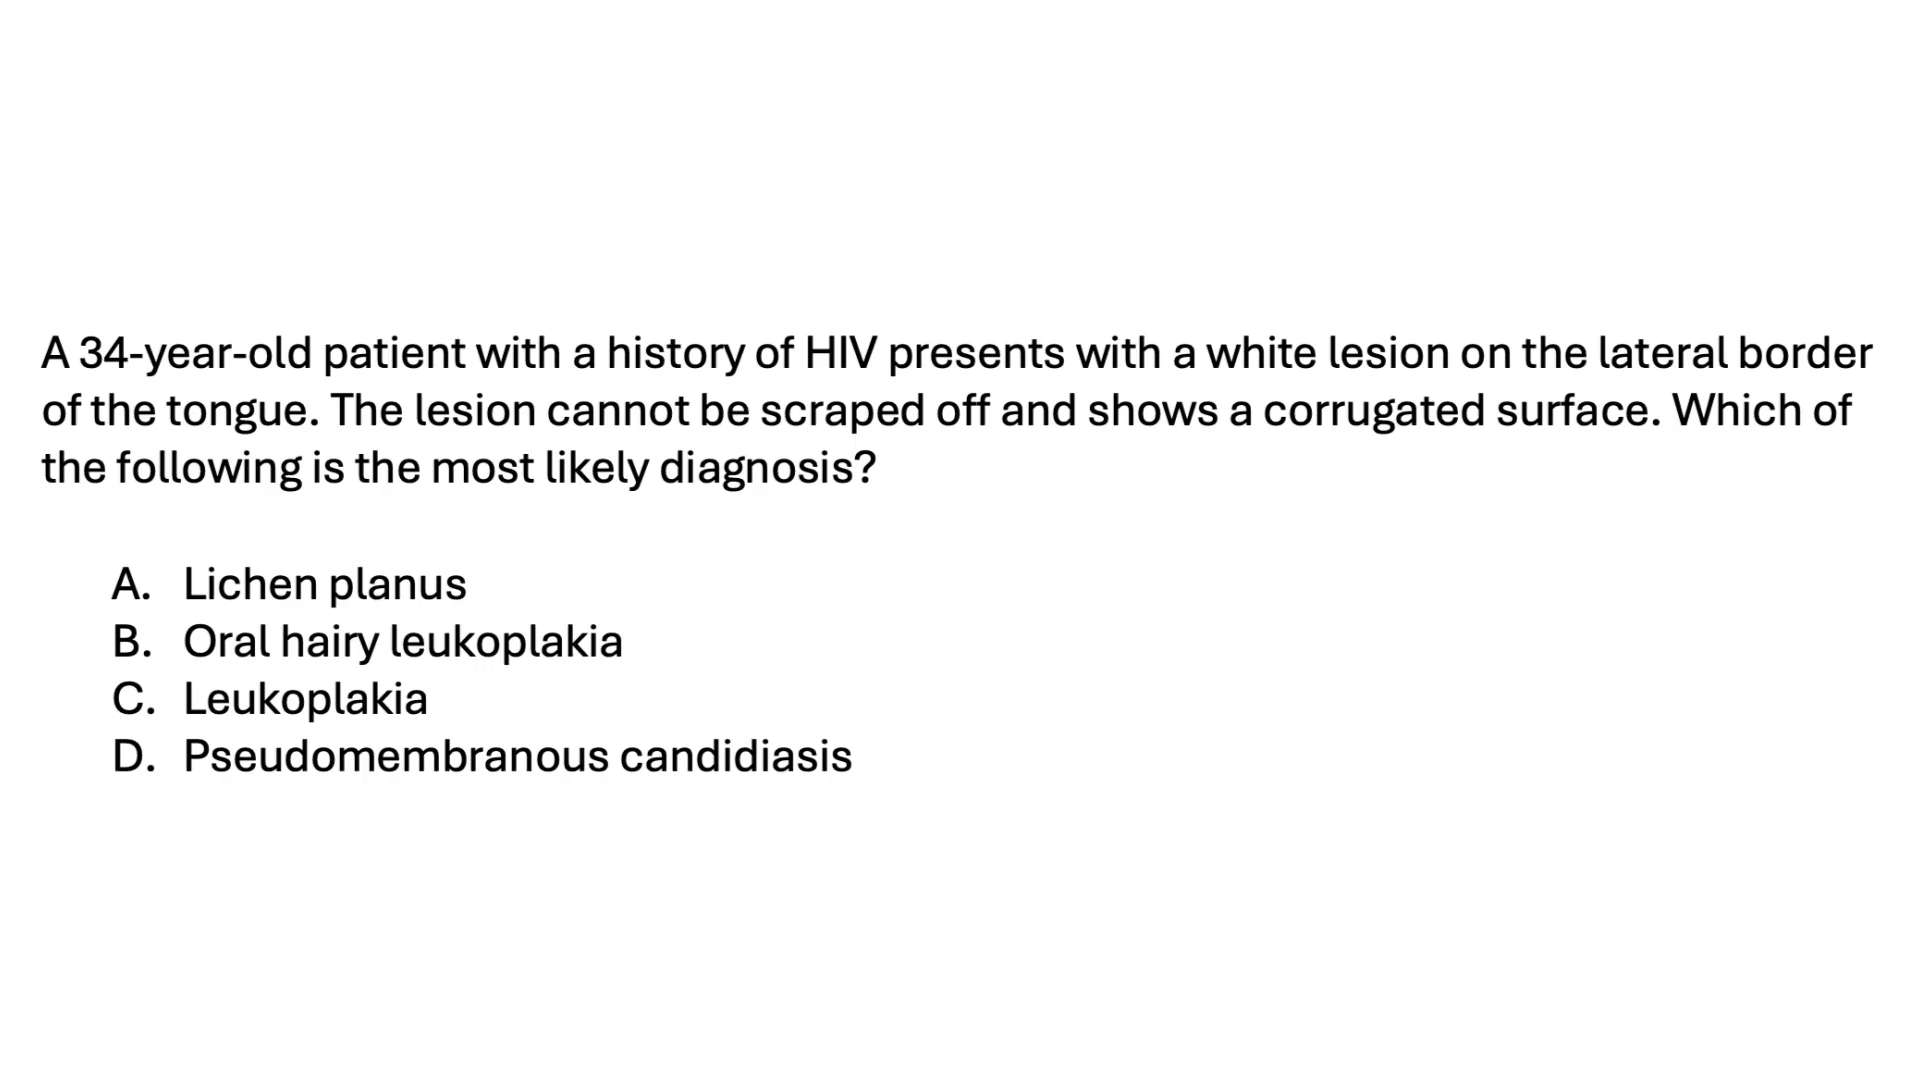 A 34-year-old patient with a history of HIV presents with a white lesion on the lateral border
of the tongue. The lesion cannot be scraped off and shows a corrugated surface. Which of
the following is the most likely diagnosis?
A. Lichen planus
B. Oral hairy leukoplakia
C. Leukoplakia
D. Pseudomembranous candidiasis